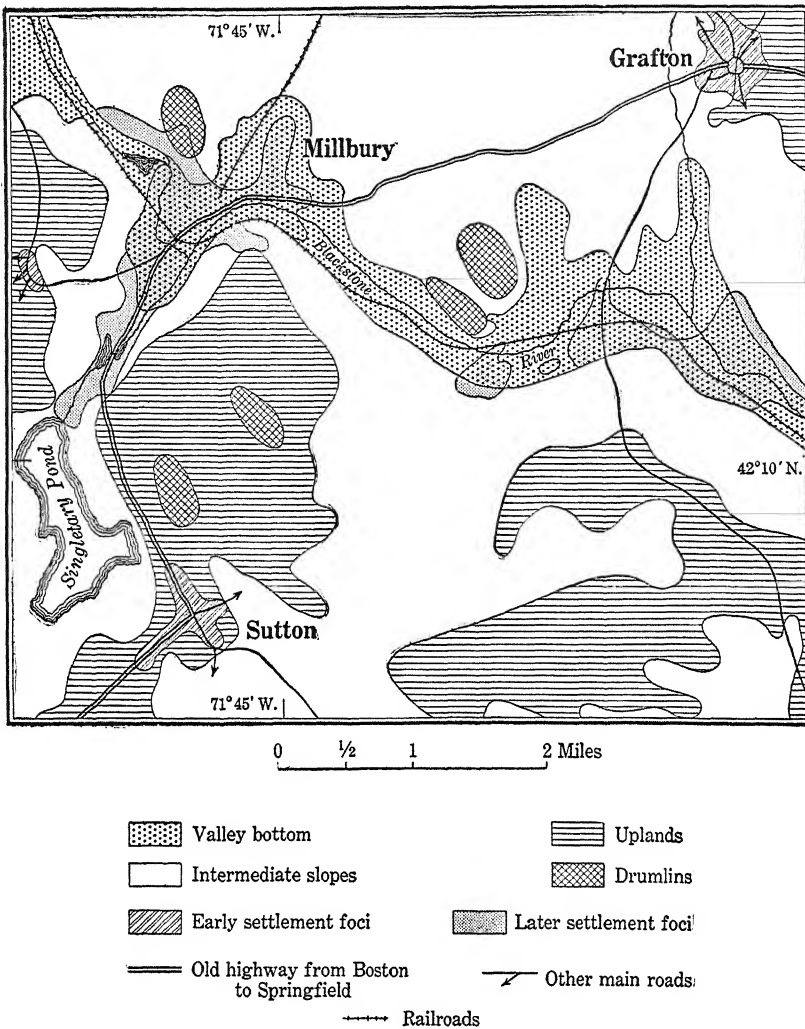 71°45' W.
Grafton
Millbury
Blackstone
River
42°10' N.
Singletary Pond
Sutton
71°45' W.
0 ½ 1 2 Miles
Valley bottom
Uplands
Intermediate slopes
Drumlins
Early settlement foci
Later settlement foci
Old highway from Boston
to Springfield
Other main roads
Railroads